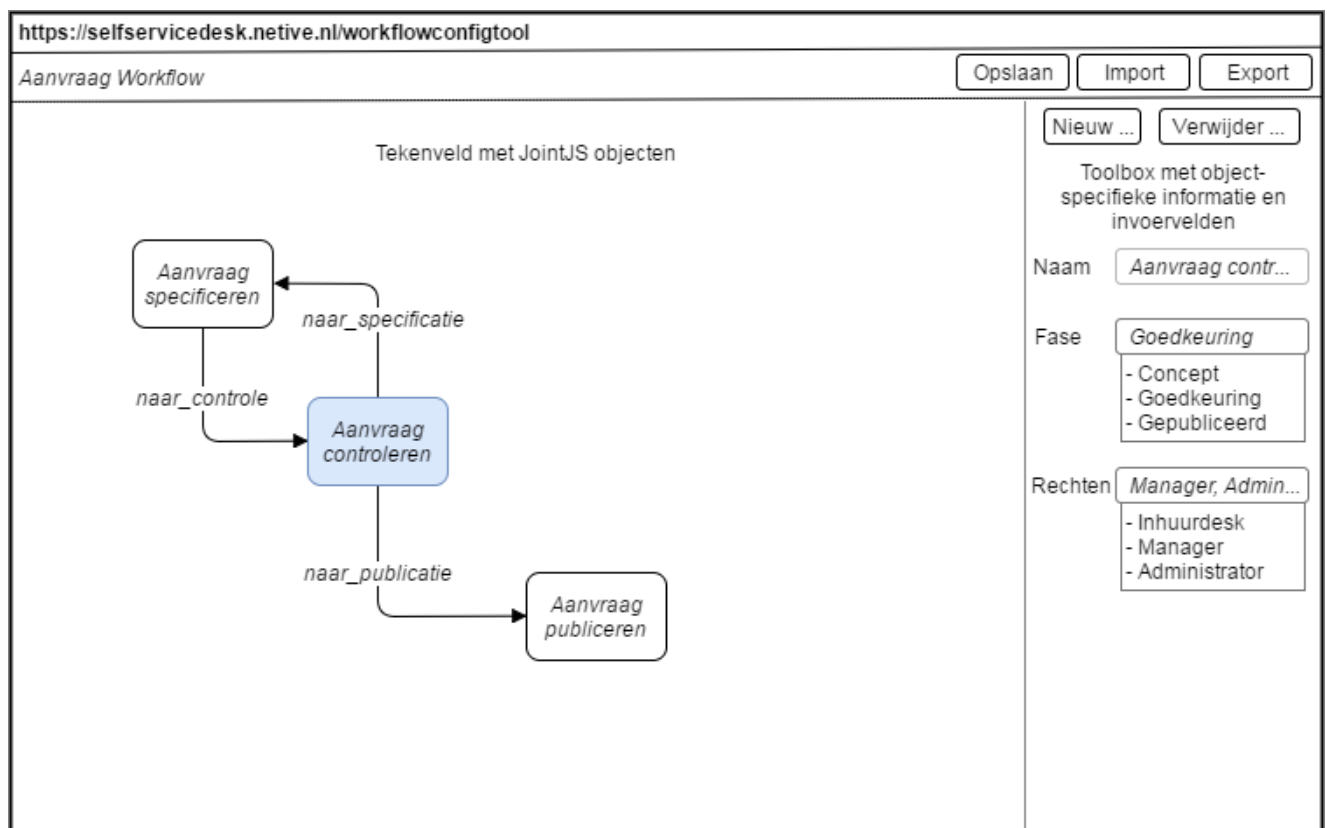 https://selfservicedesk.netive.nl/workflowconfigtool
Aanvraag Workflow
Opslaan
Import
Export
Nieuw ...
Verwijder ...
Tekenveld met JointJS objecten
Toolbox met object-
specifieke informatie en
invoervelden
Aanvraag
specificeren
naar_specificatie
naar_controle
Aanvraag
controleren
naar_publicatie
Aanvraag
publiceren
Naam
Aanvraag contr...
Fase
Goedkeuring
- Concept
- Goedkeuring
- Gepubliceerd
Rechten
Manager, Admin...
- Inhuurdesk
- Manager
- Administrator